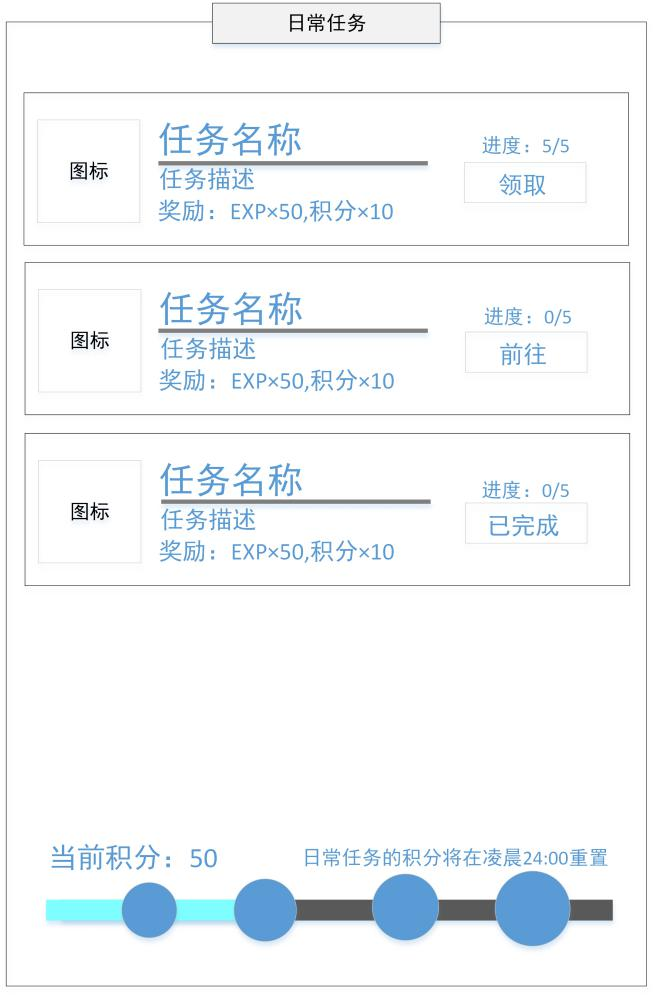 日常任务
图标
任务名称
任务描述
奖励：EXP×50,积分×10
进度：5/5
领取
图标
任务名称
任务描述
奖励：EXP×50,积分×10
进度：0/5
前往
图标
任务名称
任务描述
奖励：EXP×50,积分×10
进度：0/5
已完成
当前积分：50
日常任务的积分将在凌晨24:00重置